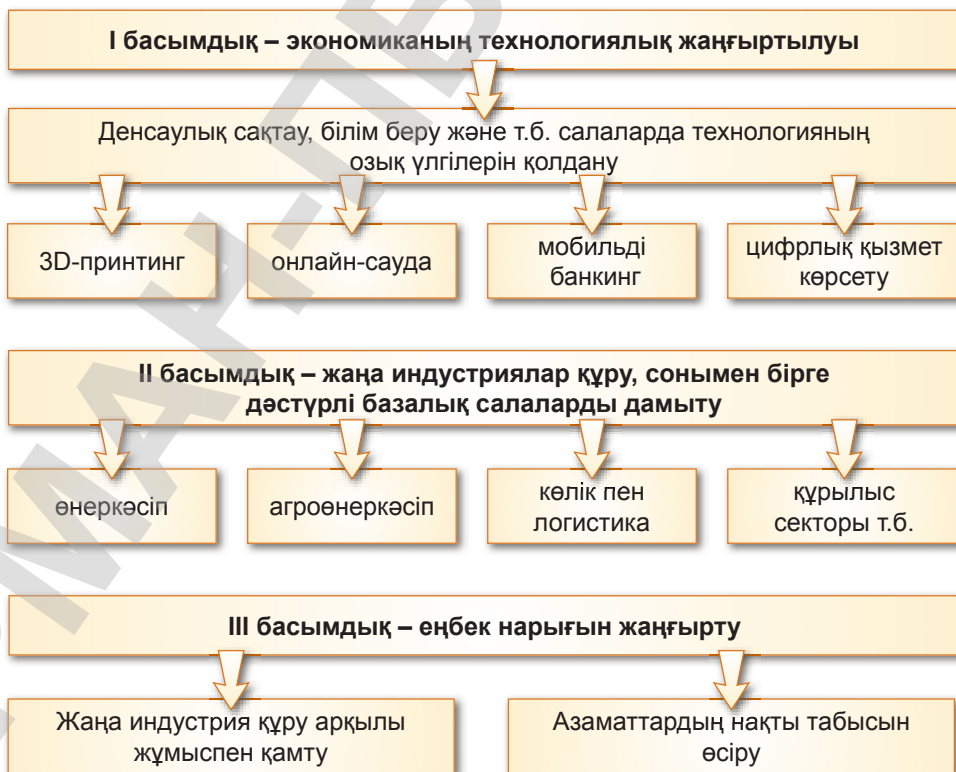 I басымдық – экономиканың технологиялық жаңғыртылуы
Денсаулық сақтау, білім беру және т.б. салаларда технологияның
озық үлгілерін қолдану
3D-принтинг
онлайн-сауда
мобильді
банкинг
цифрлық қызмет
көрсету
II басымдық – жаңа индустриялар құру, сонымен бірге
дәстүрлі базалық салаларды дамыту
өнеркәсіп
агроөнеркәсіп
көлік пен
логистика
құрылыс
секторы т.б.
III басымдық – еңбек нарығын жаңғырту
Жаңа индустрия құру арқылы
жұмыспен қамту
Азаматтардың нақты табысын
өсіру